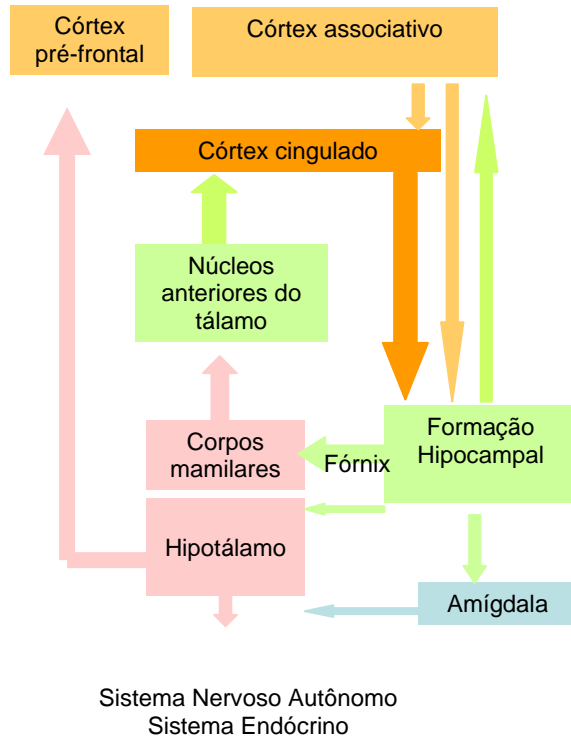 Córtex
pré-frontal
Córtex associativo
Córtex cingulado
Núcleos
anteriores do
tálamo
Corpos
mamilares
Fórnix
Formação
Hipocampal
Hipotálamo
Amígdala
Sistema Nervoso Autônomo
Sistema Endócrino